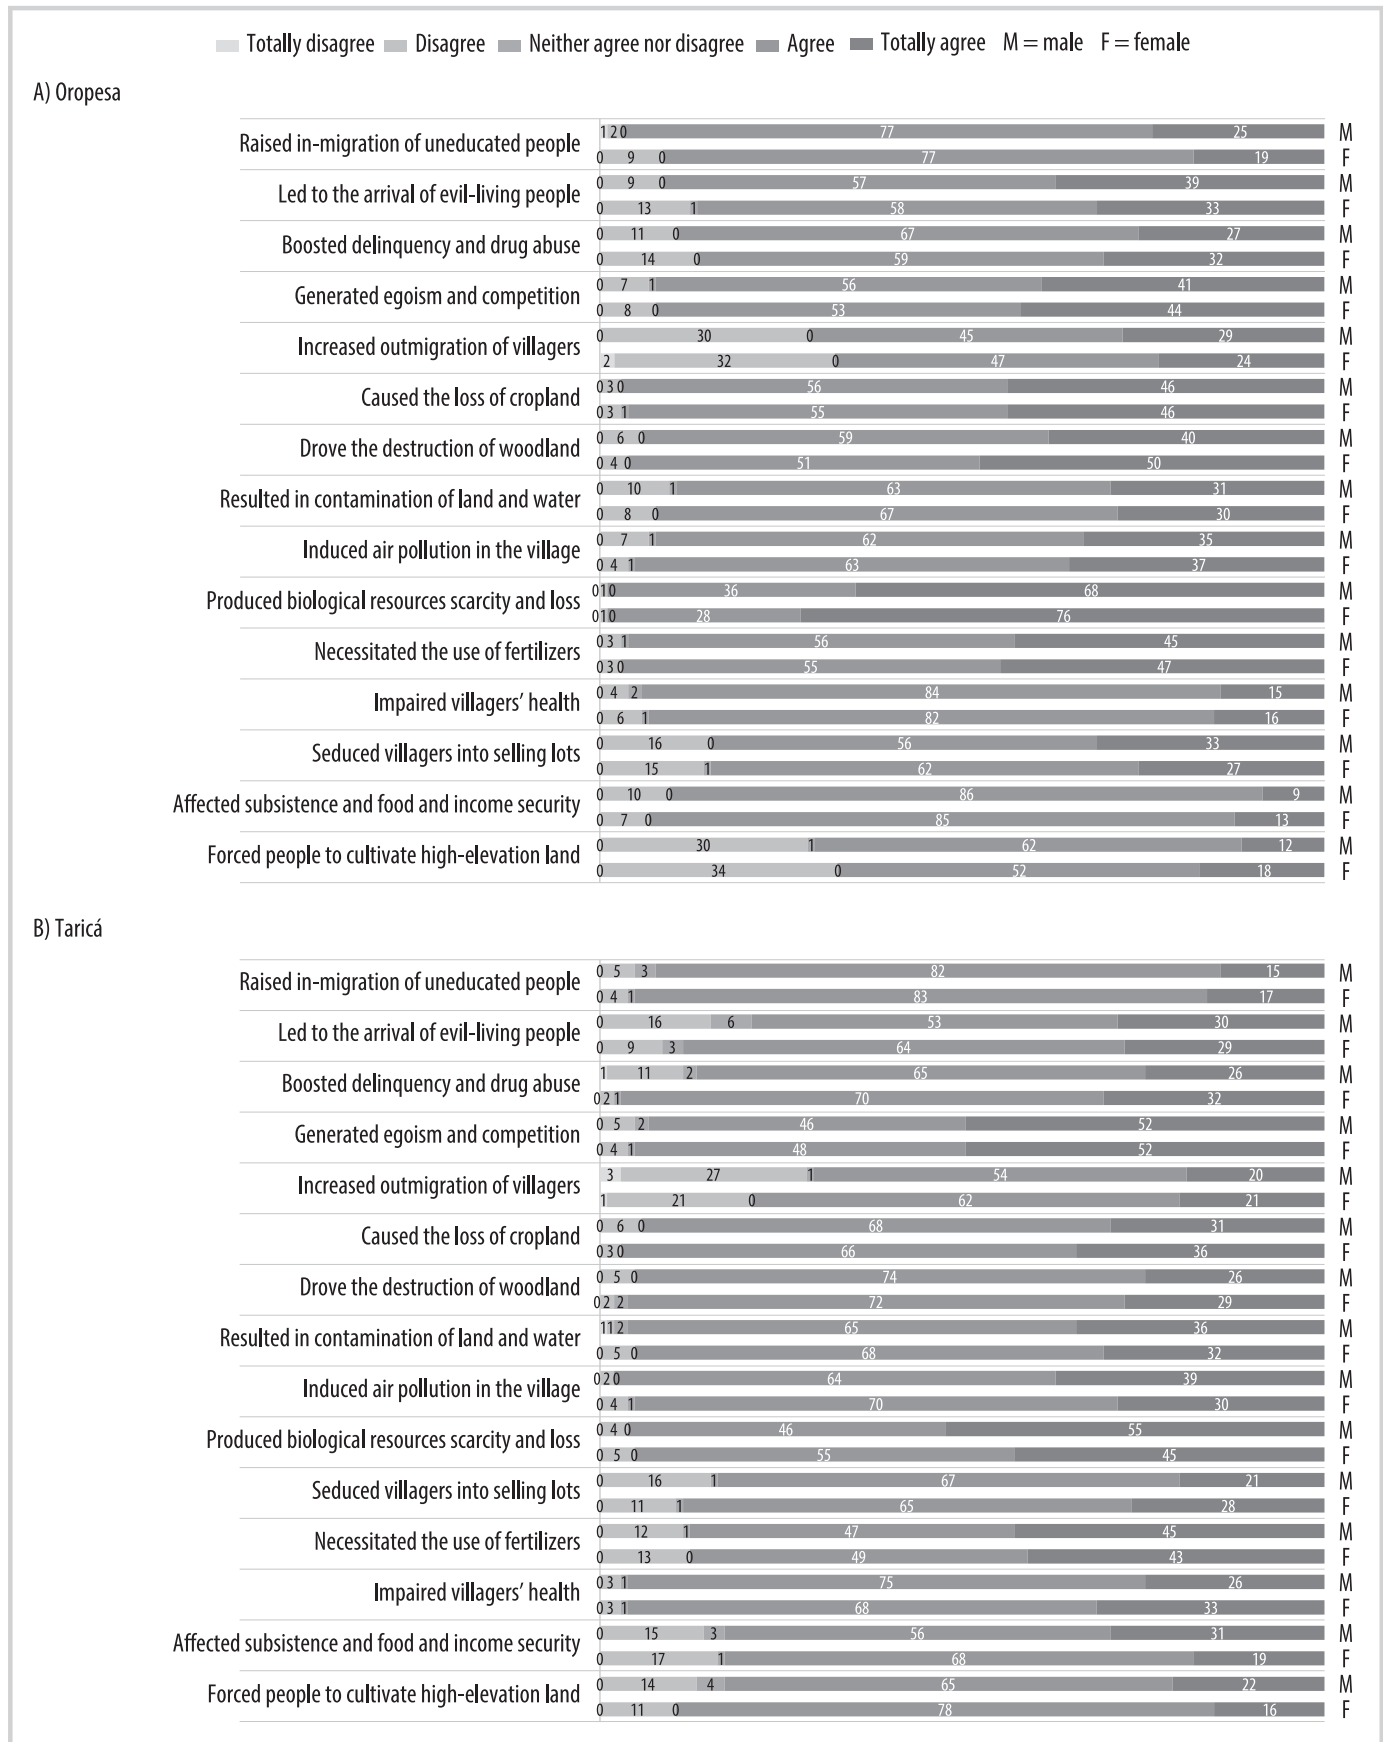 Totally disagree Disagree Neither agree nor disagree Agree Totally agree M = male F = female
A) Oropesa
Raised in-migration of uneducated people
1 2 0 77 25 M
0 9 0 77 19 F
Led to the arrival of evil-living people
0 9 0 57 39 M
0 13 1 58 33 F
Boosted delinquency and drug abuse
0 11 0 67 27 M
0 14 0 59 32 F
Generated egoism and competition
0 7 1 56 41 M
0 8 0 53 44 F
Increased outmigration of villagers
0 30 0 45 29 M
2 32 0 47 24 F
Caused the loss of cropland
0 3 0 56 46 M
0 3 1 55 46 F
Drove the destruction of woodland
0 6 0 59 40 M
0 4 0 51 50 F
Resulted in contamination of land and water
0 10 1 63 31 M
0 8 0 67 30 F
Induced air pollution in the village
0 7 1 62 35 M
0 4 1 63 37 F
Produced biological resources scarcity and loss
0 1 0 36 68 M
0 1 0 28 76 F
Necessitated the use of fertilizers
0 3 1 56 45 M
0 3 0 55 47 F
Impaired villagers' health
0 4 2 84 15 M
0 6 1 82 16 F
Seduced villagers into selling lots
0 16 0 56 33 M
0 15 1 62 27 F
Affected subsistence and food and income security
0 10 0 86 9 M
0 7 0 85 13 F
Forced people to cultivate high-elevation land
0 30 1 62 12 M
0 34 0 52 18 F
B) Taricá
Raised in-migration of uneducated people
0 5 3 82 15 M
0 4 1 83 17 F
Led to the arrival of evil-living people
0 16 6 53 30 M
0 9 3 64 29 F
Boosted delinquency and drug abuse
1 11 2 65 26 M
0 2 1 70 32 F
Generated egoism and competition
0 5 2 46 52 M
0 4 1 48 52 F
Increased outmigration of villagers
3 27 1 54 20 M
1 21 0 62 21 F
Caused the loss of cropland
0 6 0 68 31 M
0 3 0 66 36 F
Drove the destruction of woodland
0 5 0 74 26 M
0 2 2 72 29 F
Resulted in contamination of land and water
1 1 2 65 36 M
0 5 0 68 32 F
Induced air pollution in the village
0 2 0 64 39 M
0 4 1 70 30 F
Produced biological resources scarcity and loss
0 4 0 46 55 M
0 5 0 55 45 F
Seduced villagers into selling lots
0 16 1 67 21 M
0 11 1 65 28 F
Necessitated the use of fertilizers
0 12 1 47 45 M
0 13 0 49 43 F
Impaired villagers' health
0 3 1 75 26 M
0 3 1 68 33 F
Affected subsistence and food and income security
0 15 3 56 31 M
0 17 1 68 19 F
Forced people to cultivate high-elevation land
0 14 4 65 22 M
0 11 0 78 16 F